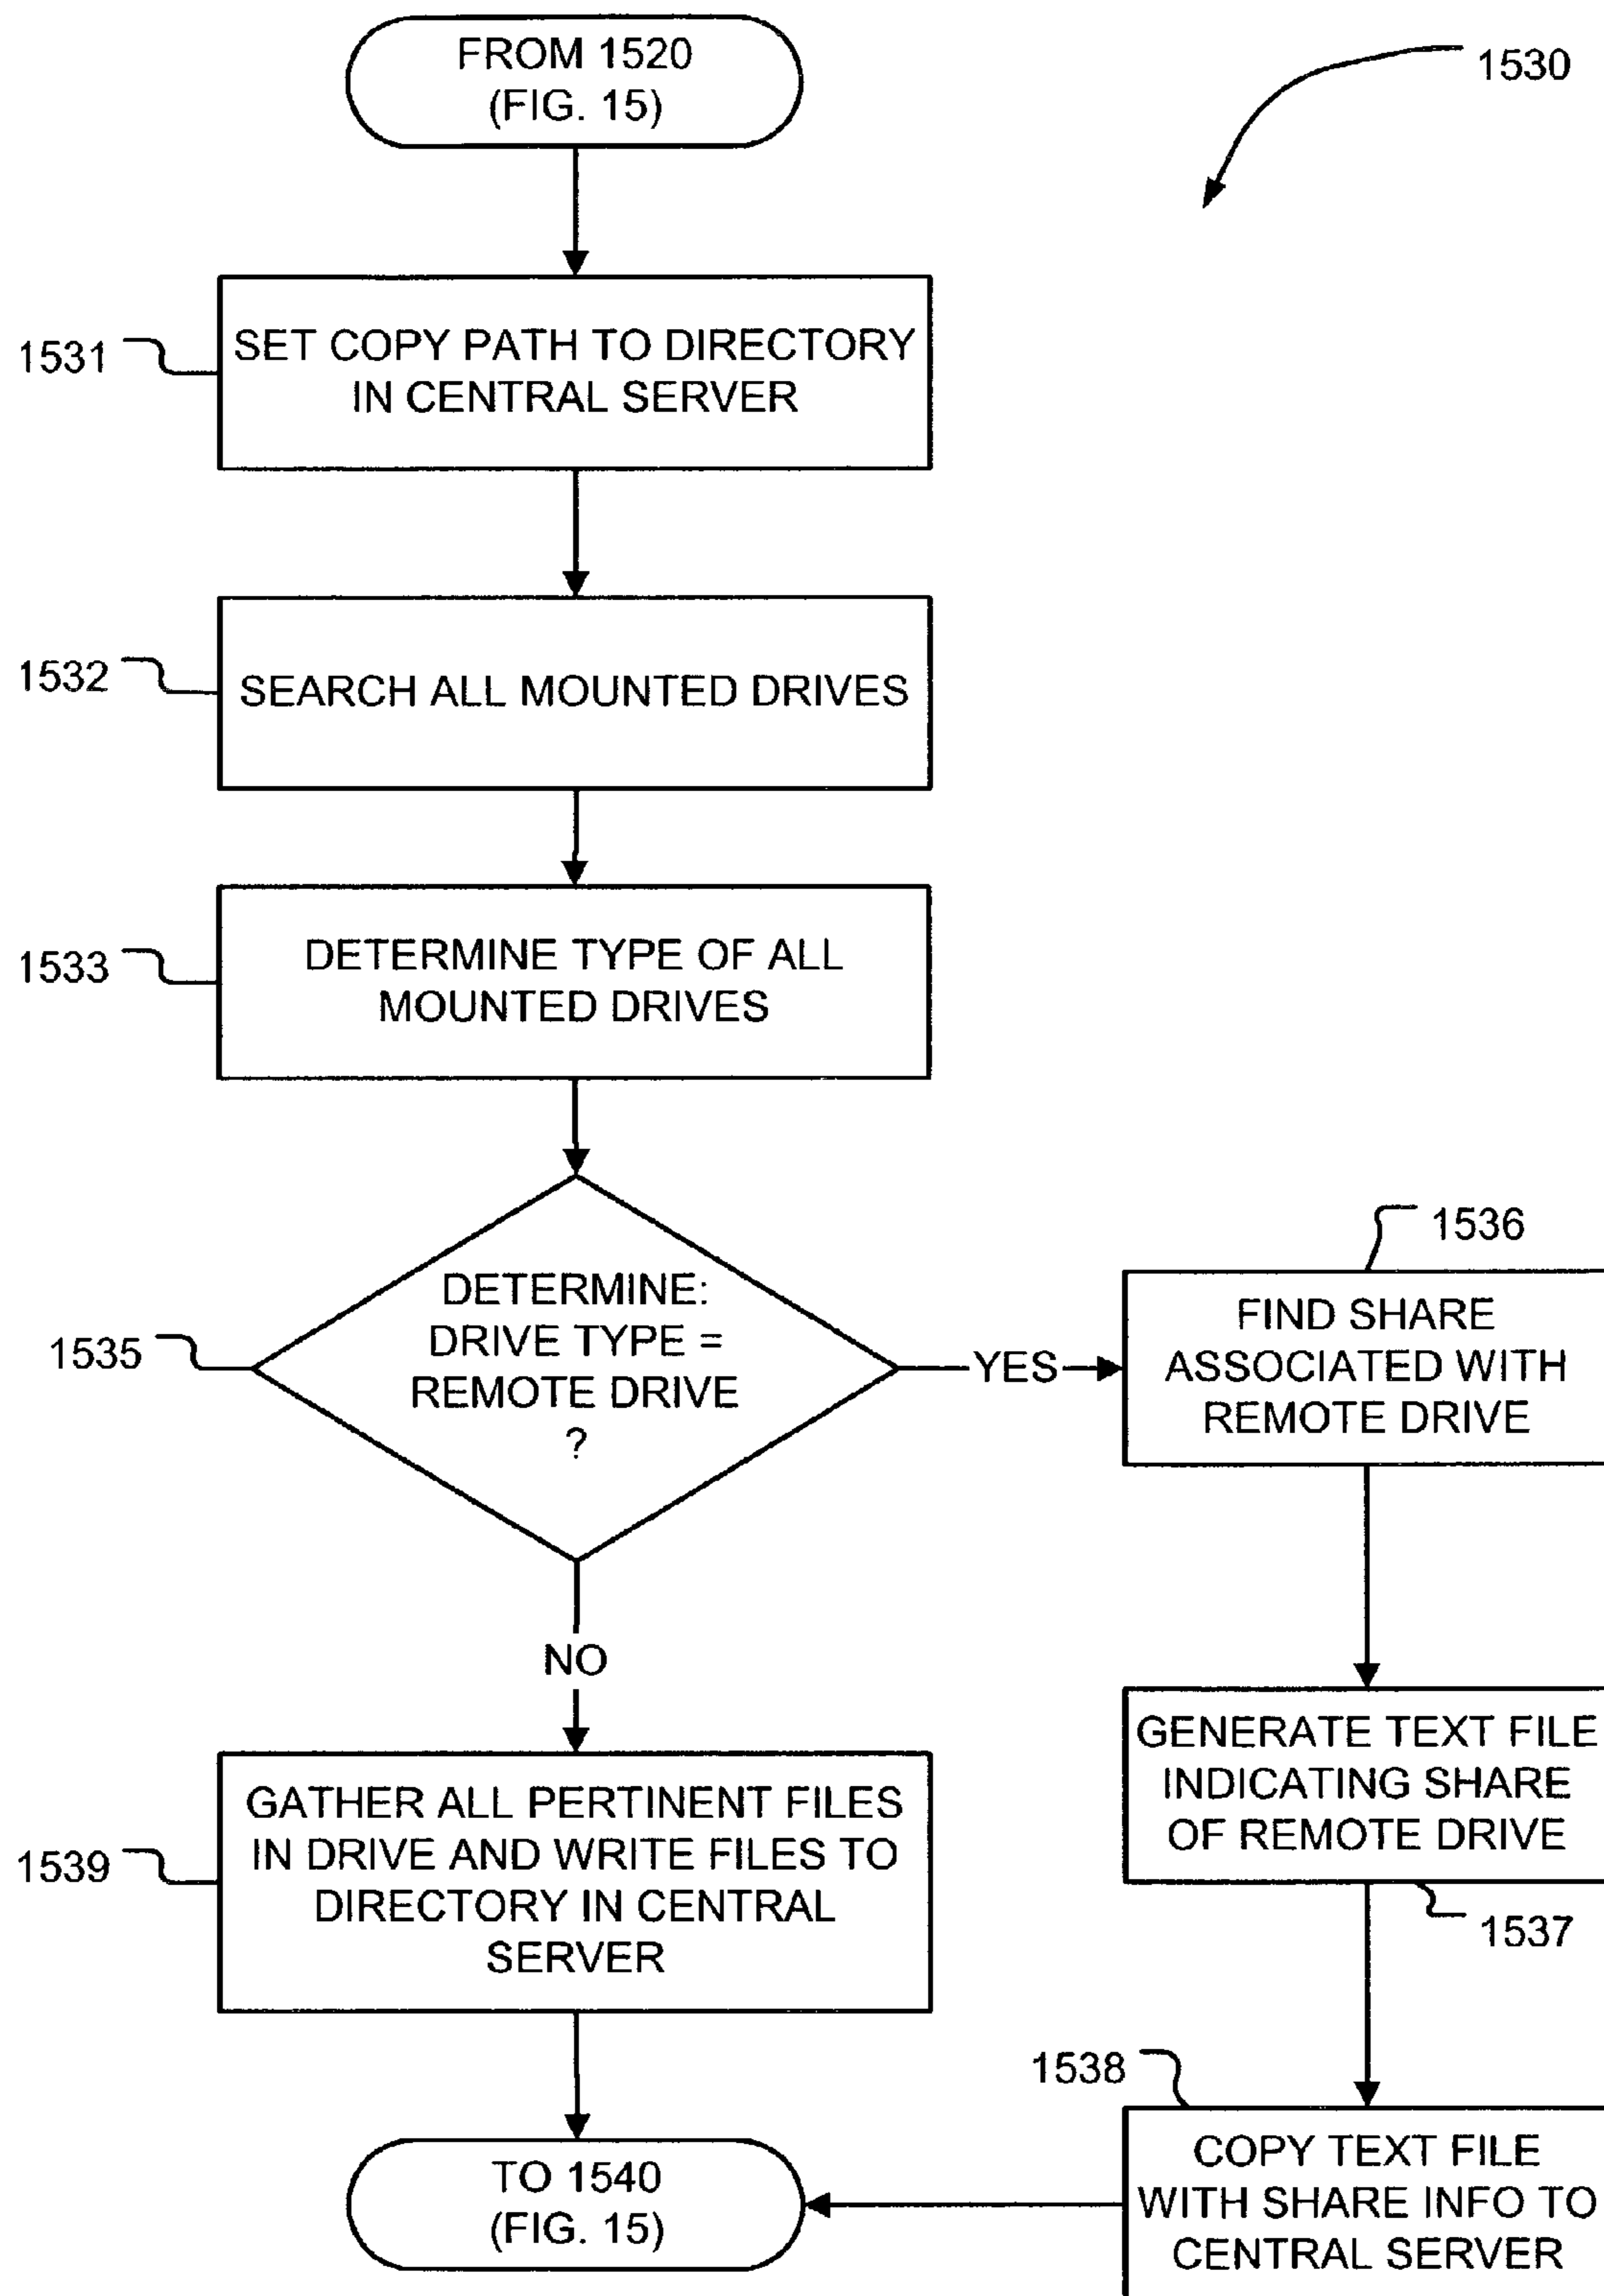 FROM 1520
(FIG. 15)
1530
1531
SET COPY PATH TO DIRECTORY
IN CENTRAL SERVER
1532
SEARCH ALL MOUNTED DRIVES
1533
DETERMINE TYPE OF ALL
MOUNTED DRIVES
1535
DETERMINE:
DRIVE TYPE =
REMOTE DRIVE
?
YES
1536
FIND SHARE
ASSOCIATED WITH
REMOTE DRIVE
NO
GENERATE TEXT FILE
INDICATING SHARE
OF REMOTE DRIVE
1537
1539
GATHER ALL PERTINENT FILES
IN DRIVE AND WRITE FILES TO
DIRECTORY IN CENTRAL
SERVER
1538
COPY TEXT FILE
WITH SHARE INFO TO
CENTRAL SERVER
TO 1540
(FIG. 15)